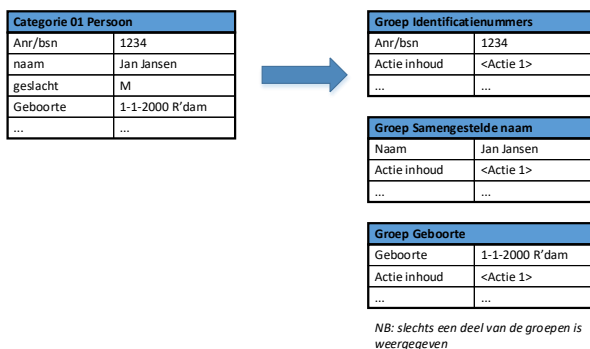 Categorie 01 Persoon
Anr/bsn 1234
naam Jan Jansen
geslacht M
Geboorte 1-1-2000 R'dam
... ...
Groep Identificatienummers
Anr/bsn 1234
Actie inhoud <Actie 1>
... ...
Groep Samengestelde naam
Naam Jan Jansen
Actie inhoud <Actie 1>
... ...
Groep Geboorte
Geboorte 1-1-2000 R'dam
Actie inhoud <Actie 1>
... ...
NB: slechts een deel van de groepen is
weergegeven